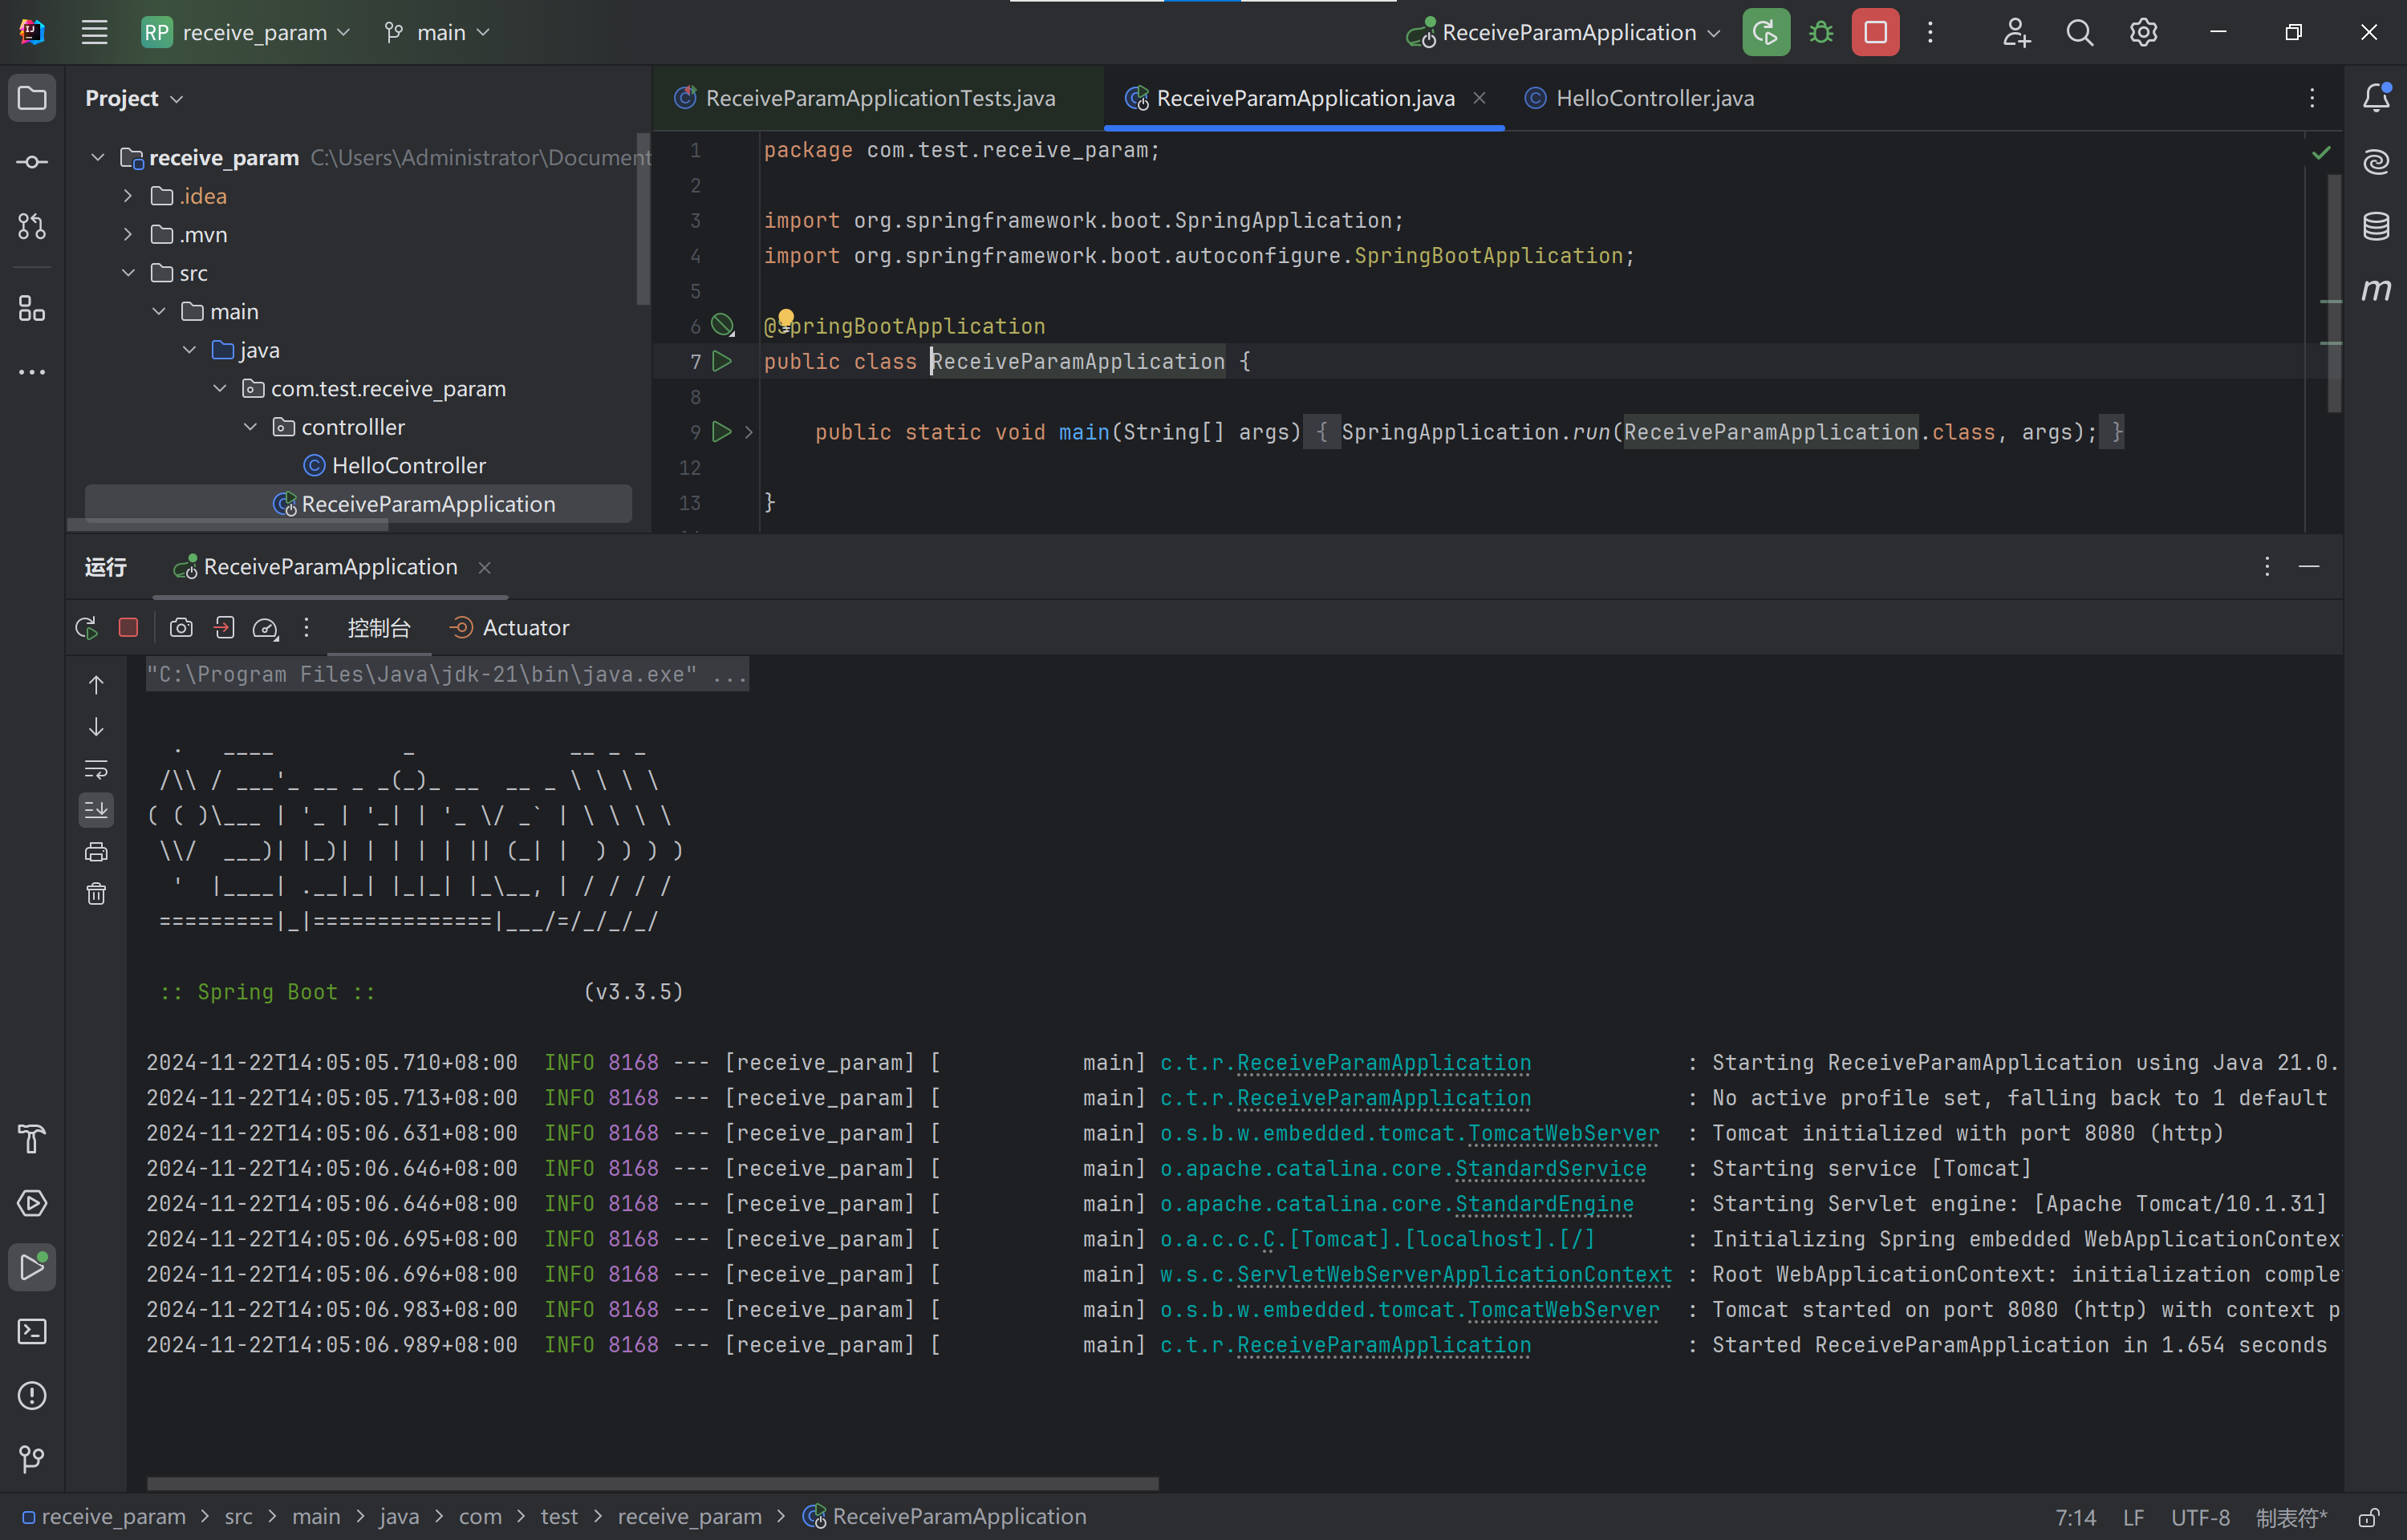 RP receive_param main ReceiveParamApplication
Project
ReceiveParamApplicationTests.java ReceiveParamApplication.java HelloController.java
receive_param C:\Users\Administrator\Document
.idea
.mvn
src
main
java
com.test.receive_param
controlller
HelloController
ReceiveParamApplication
1 package com.test.receive_param;
2
3 import org.springframework.boot.SpringApplication;
4 import org.springframework.boot.autoconfigure.SpringBootApplication;
5
6 @SpringBootApplication
7 public class ReceiveParamApplication {
8
9 public static void main(String[] args) { SpringApplication.run(ReceiveParamApplication.class, args); }
12
13 }
运行 ReceiveParamApplication
控制台 Actuator
"C:\Program Files\Java\jdk-21\bin\java.exe" ...
  .   ____          _            __ _ _
 /\\ / ___'_ __ _ _(_)_ __  __ _ \ \ \ \
( ( )\___ | '_ | '_| | '_ \/ _` | \ \ \ \
 \\/  ___)| |_)| | | | | || (_| |  ) ) ) )
  '  |____| .__|_| |_|_| |_\__, | / / / /
 =========|_|==============|___/=/_/_/_/
:: Spring Boot :: (v3.3.5)
2024-11-22T14:05:05.710+08:00 INFO 8168 --- [receive_param] [ main] c.t.r.ReceiveParamApplication : Starting ReceiveParamApplication using Java 21.0.
2024-11-22T14:05:05.713+08:00 INFO 8168 --- [receive_param] [ main] c.t.r.ReceiveParamApplication : No active profile set, falling back to 1 default
2024-11-22T14:05:06.631+08:00 INFO 8168 --- [receive_param] [ main] o.s.b.w.embedded.tomcat.TomcatWebServer : Tomcat initialized with port 8080 (http)
2024-11-22T14:05:06.646+08:00 INFO 8168 --- [receive_param] [ main] o.apache.catalina.core.StandardService : Starting service [Tomcat]
2024-11-22T14:05:06.646+08:00 INFO 8168 --- [receive_param] [ main] o.apache.catalina.core.StandardEngine : Starting Servlet engine: [Apache Tomcat/10.1.31]
2024-11-22T14:05:06.695+08:00 INFO 8168 --- [receive_param] [ main] o.a.c.c.C.[Tomcat].[localhost].[/] : Initializing Spring embedded WebApplicationContex
2024-11-22T14:05:06.696+08:00 INFO 8168 --- [receive_param] [ main] w.s.c.ServletWebServerApplicationContext : Root WebApplicationContext: initialization comple
2024-11-22T14:05:06.983+08:00 INFO 8168 --- [receive_param] [ main] o.s.b.w.embedded.tomcat.TomcatWebServer : Tomcat started on port 8080 (http) with context p
2024-11-22T14:05:06.989+08:00 INFO 8168 --- [receive_param] [ main] c.t.r.ReceiveParamApplication : Started ReceiveParamApplication in 1.654 seconds
receive_param > src > main > java > com > test > receive_param > ReceiveParamApplication 7:14 LF UTF-8 制表符*